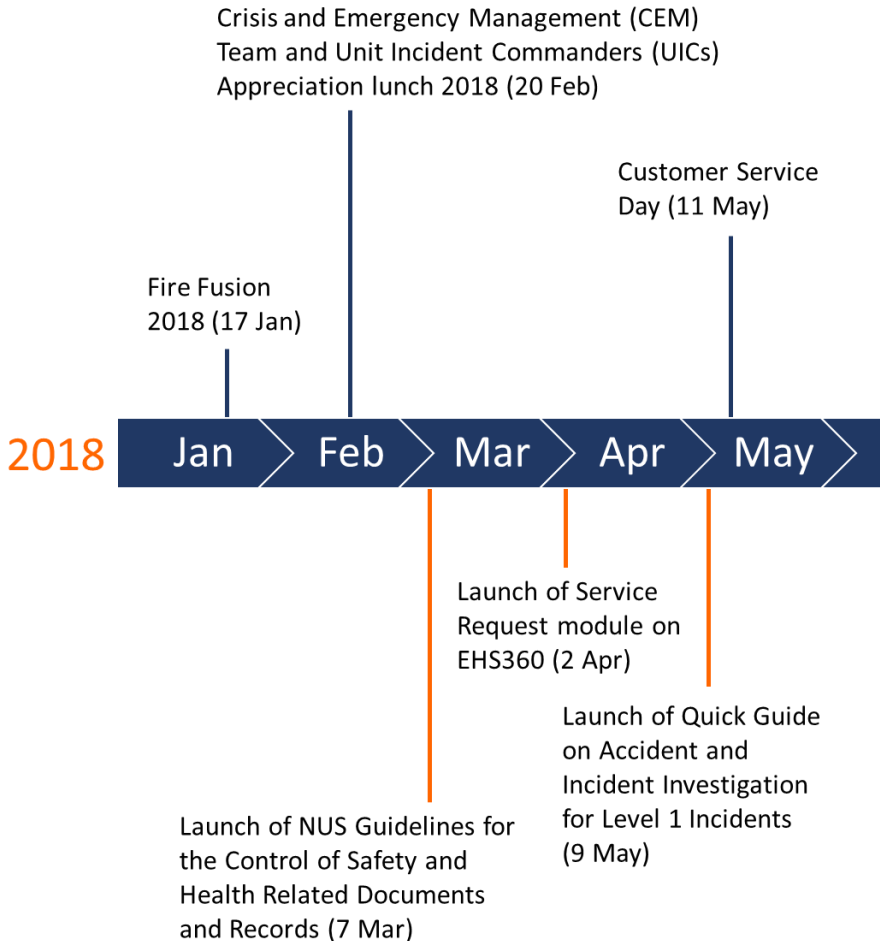 Crisis and Emergency Management (CEM)
Team and Unit Incident Commanders (UICs)
Appreciation lunch 2018 (20 Feb)
Customer Service
Day (11 May)
Fire Fusion
2018 (17 Jan)
2018
Jan
Feb
Mar
Apr
May
Launch of Service
Request module on
EHS360 (2 Apr)
Launch of Quick Guide
on Accident and
Incident Investigation
for Level 1 Incidents
(9 May)
Launch of NUS Guidelines for
the Control of Safety and
Health Related Documents
and Records (7 Mar)